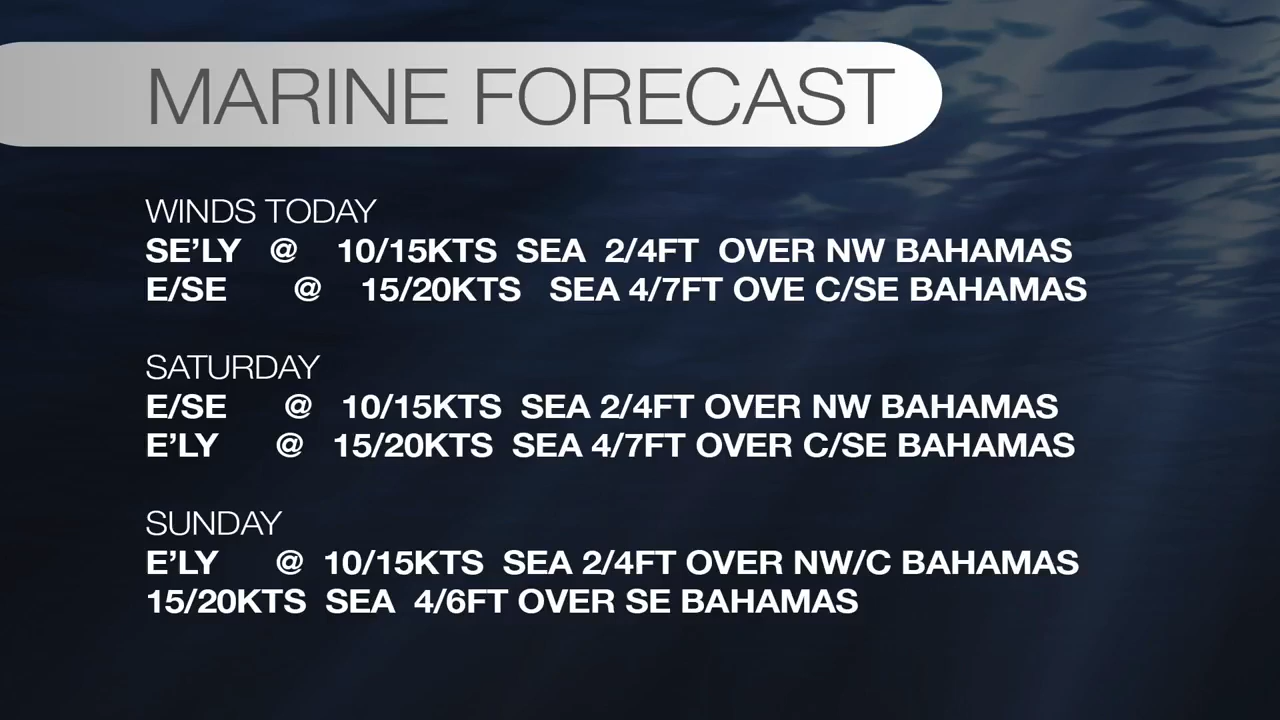 MARINE FORECAST
WINDS TODAY
SE’LY @ 10/15KTS SEA 2/4FT OVER NW BAHAMAS
E/SE @ 15/20KTS SEA 4/7FT OVE C/SE BAHAMAS
SATURDAY
E/SE @ 10/15KTS SEA 2/4FT OVER NW BAHAMAS
E’LY @ 15/20KTS SEA 4/7FT OVER C/SE BAHAMAS
SUNDAY
E’LY @ 10/15KTS SEA 2/4FT OVER NW/C BAHAMAS
15/20KTS SEA 4/6FT OVER SE BAHAMAS